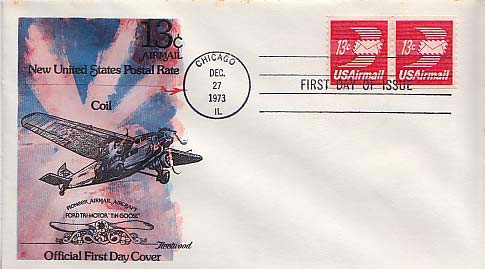 13c
AIRMAIL
New United States Postal Rate
Coil
PIONEER AIRMAIL AIRCRAFT
FORD TRI-MOTOR "TIN GOOSE"
Fleetwood
Official First Day Cover
CHICAGO
DEC.
27
1973
IL
13c 13c
USAirmail USAirmail
FIRST DAY OF ISSUE